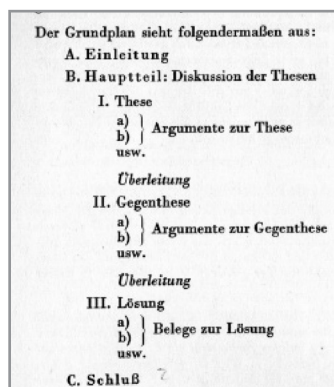 Der Grundplan sieht folgendermaßen aus:
A. Einleitung
B. Hauptteil: Diskussion der Thesen
I. These
a)
b) } Argumente zur These
usw.
Überleitung
II. Gegenthese
a)
b) } Argumente zur Gegenthese
usw.
Überleitung
III. Lösung
a)
b) } Belege zur Lösung
usw.
C. Schluß